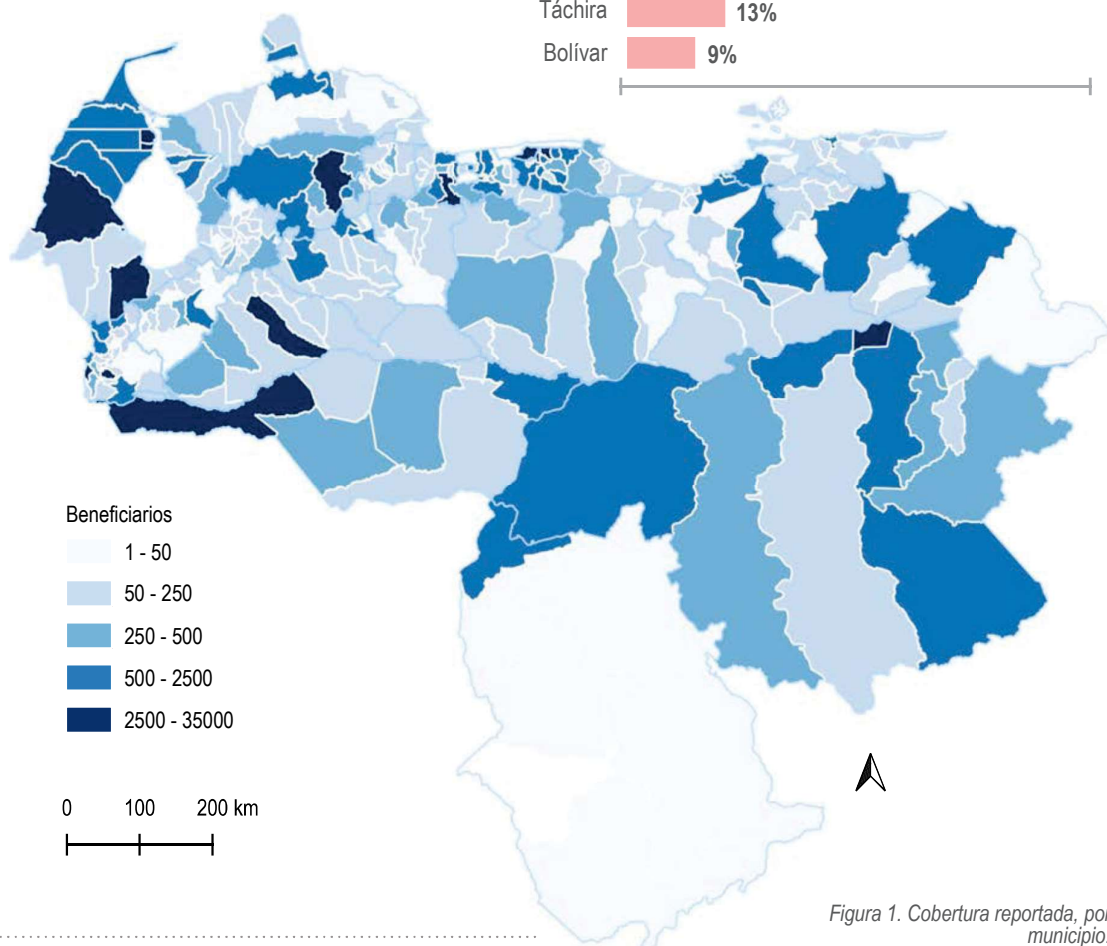 Táchira 13%
Bolívar 9%
Beneficiarios
1 - 50
50 - 250
250 - 500
500 - 2500
2500 - 35000
0 100 200 km
Figura 1. Cobertura reportada, por
municipio